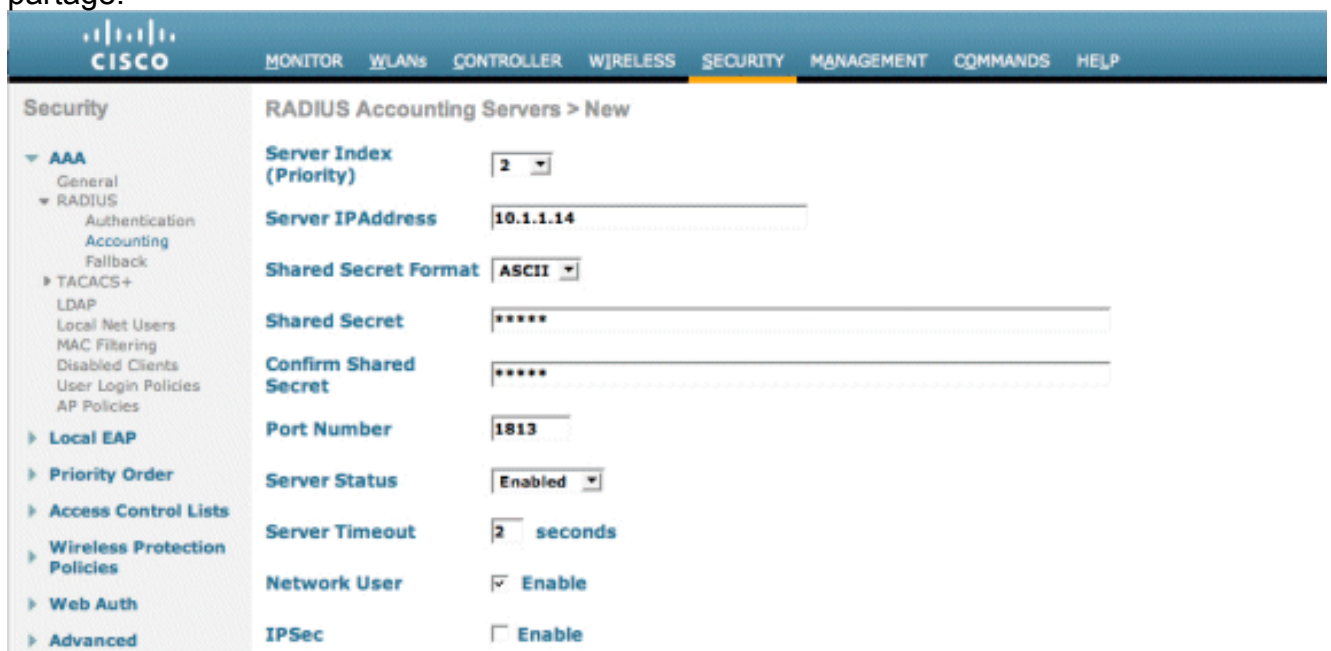 partagé.
CISCO
MONITOR WLANs CONTROLLER WIRELESS SECURITY MANAGEMENT COMMANDS HELP
Security
AAA
General
RADIUS
Authentication
Accounting
Fallback
TACACS+
LDAP
Local Net Users
MAC Filtering
Disabled Clients
User Login Policies
AP Policies
Local EAP
Priority Order
Access Control Lists
Wireless Protection
Policies
Web Auth
Advanced
RADIUS Accounting Servers > New
Server Index
(Priority) 2
Server IPAddress 10.1.1.14
Shared Secret Format ASCII
Shared Secret *****
Confirm Shared
Secret *****
Port Number 1813
Server Status Enabled
Server Timeout 2 seconds
Network User Enable
IPSec Enable